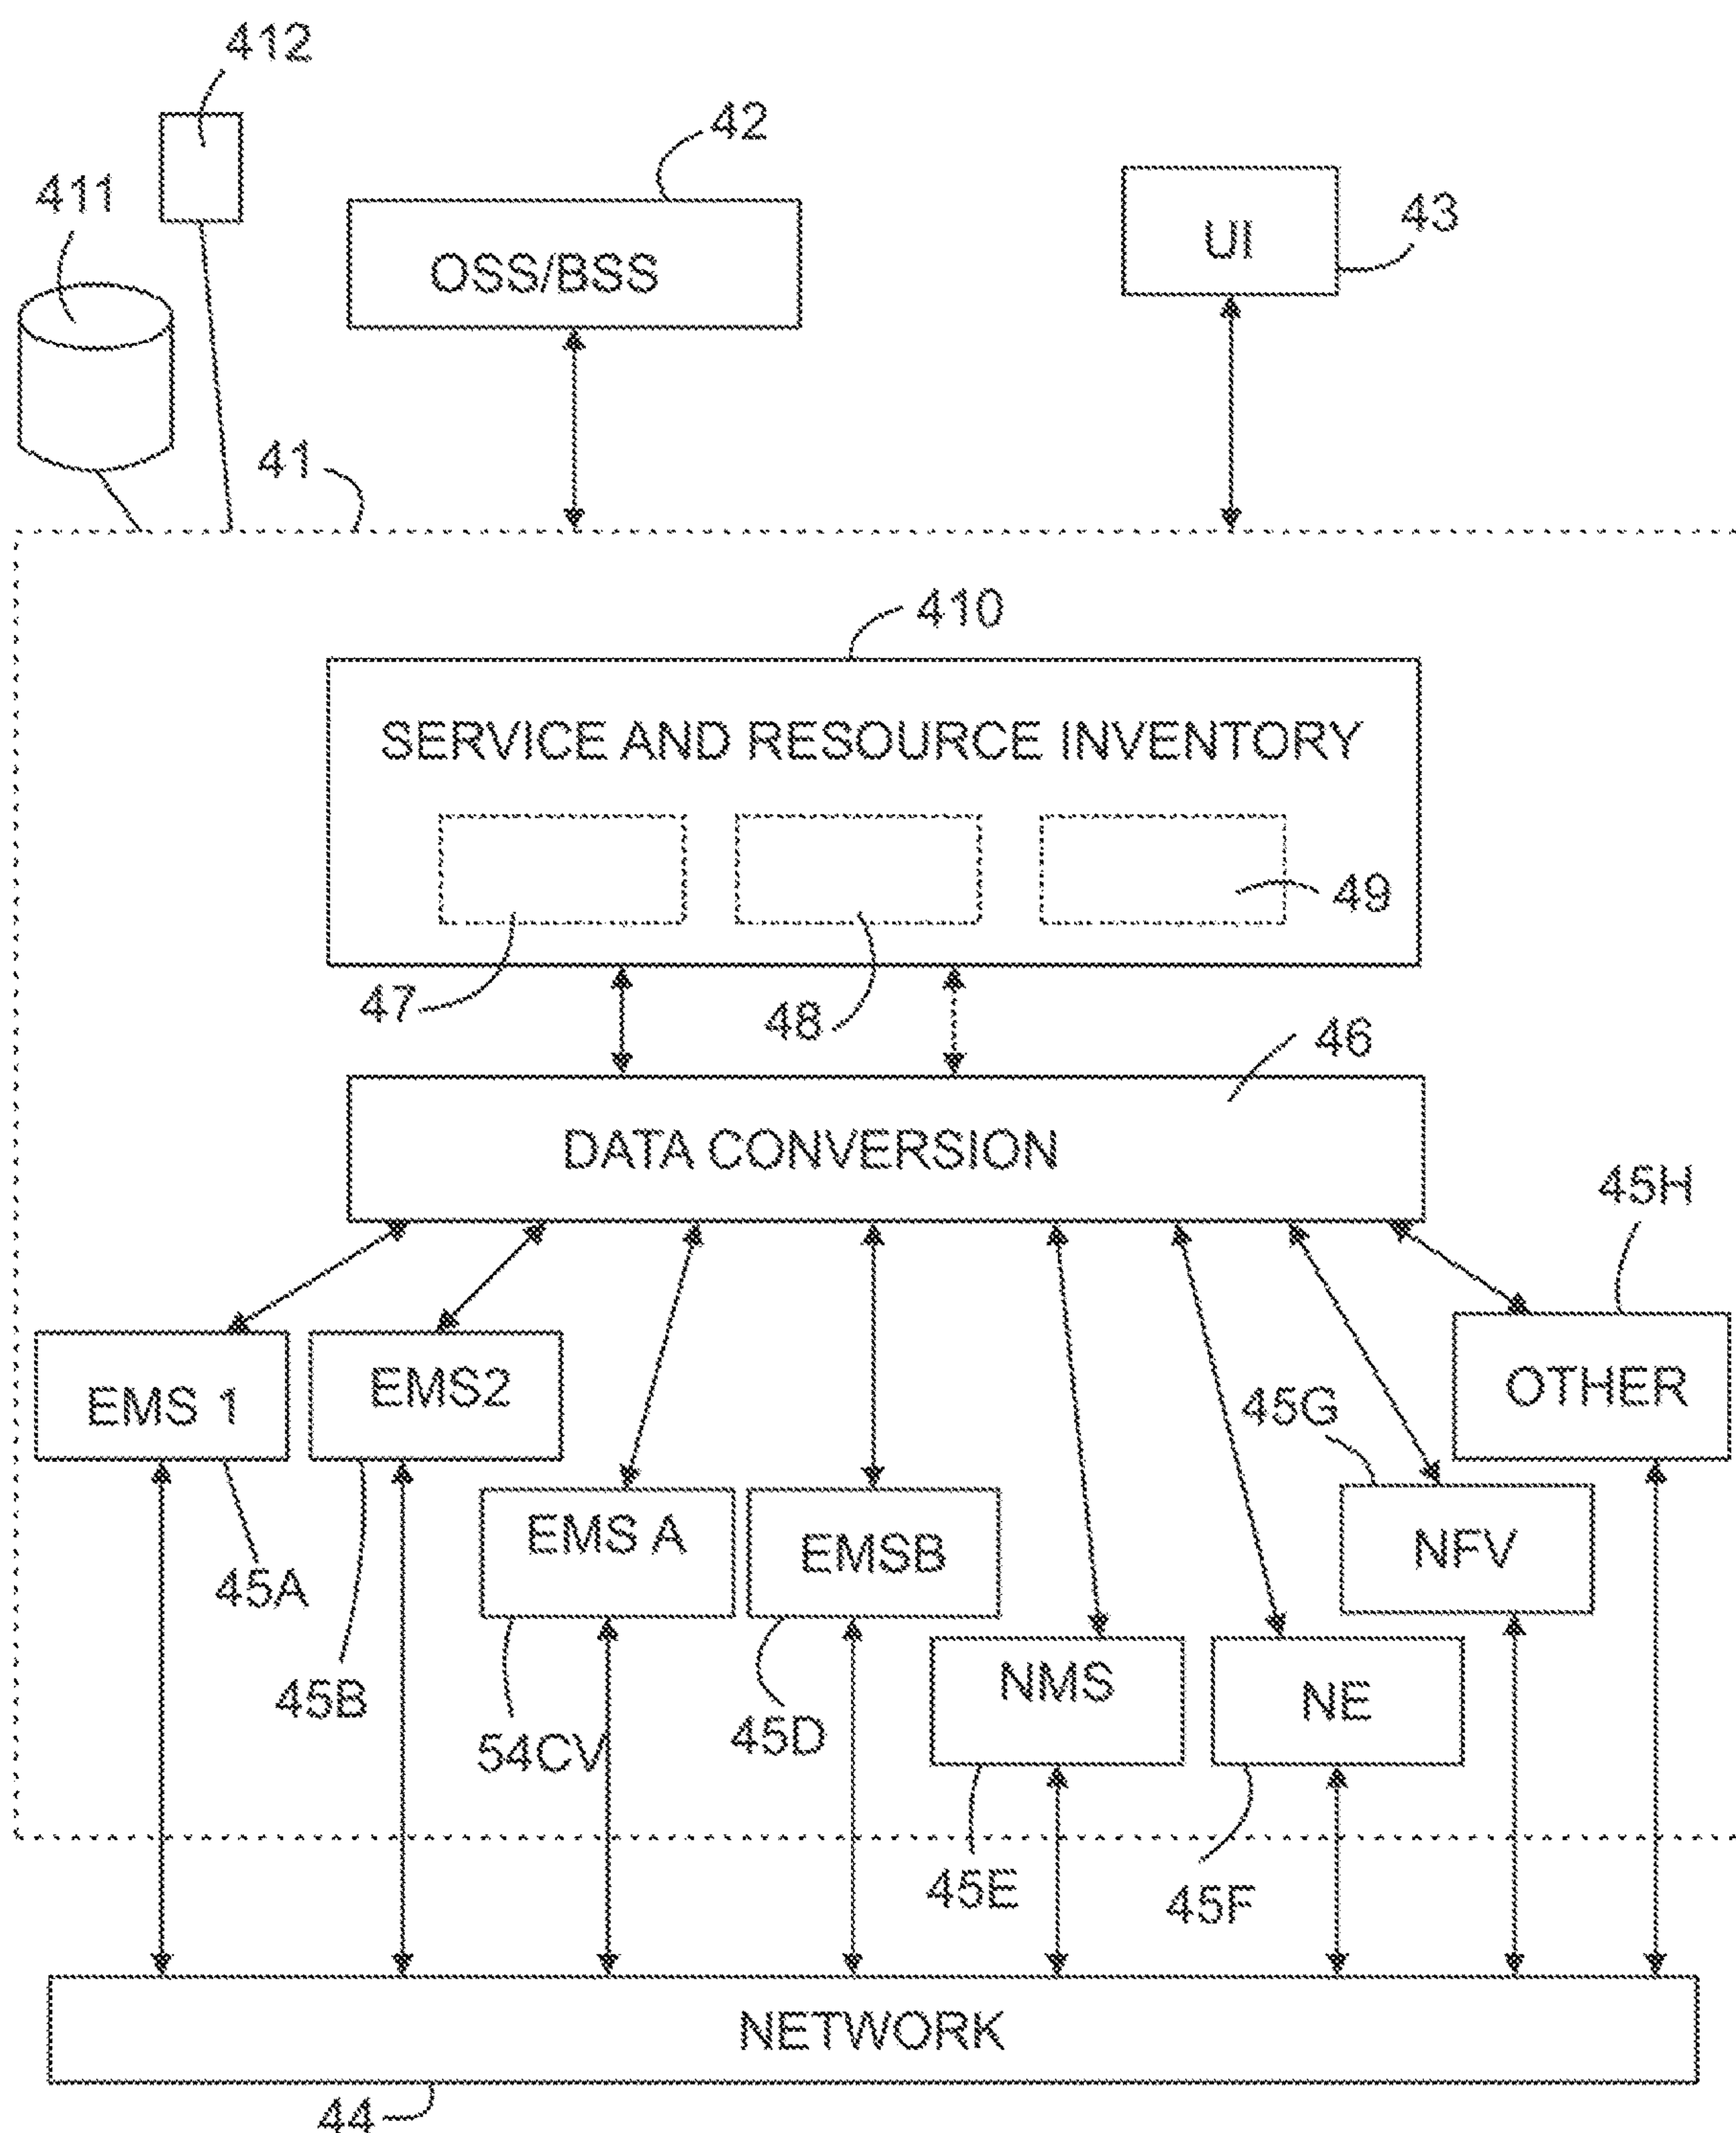 412
42
411
43
OSS/BSS
UI
41
410
SERVICE AND RESOURCE INVENTORY
49
47
48
46
DATA CONVERSION
45H
EMS 1
EMS2
OTHER
45G
EMS A
EMSB
NFV
45A
45B
NMS
NE
54CV
45D
45E
45F
NETWORK
44